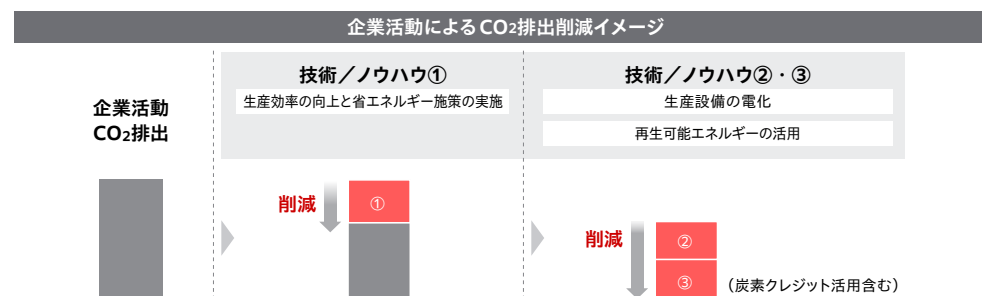 企業活動によるCO2排出削減イメージ
企業活動
CO2排出
技術／ノウハウ①
生産効率の向上と省エネルギー施策の実施
技術／ノウハウ②・③
生産設備の電化
再生可能エネルギーの活用
削減
①
削減
②
③
（炭素クレジット活用含む）